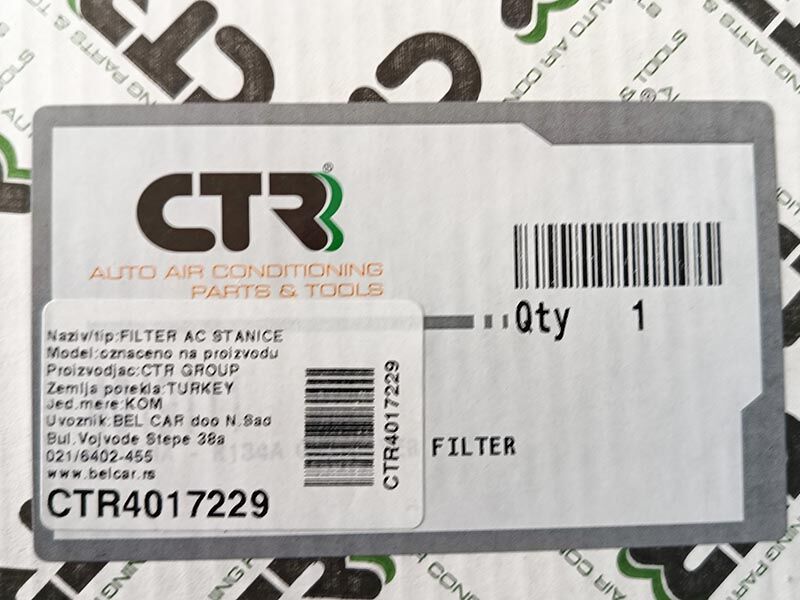 CTR®
AUTO AIR CONDITIONING
PARTS & TOOLS
Qty 1
Naziv/tip:FILTER AC STANICE
Model:oznaceno na proizvodu
Proizvodjac:CTR GROUP
Zemlja porekla:TURKEY
Jed.mere:KOM
Uvoznik:BEL CAR doo N.Sad
Bul.Vojvode Stepe 38a
021/6402-455
www.belcar.rs
CTR4017229
CTR4017229
R134A
FILTER